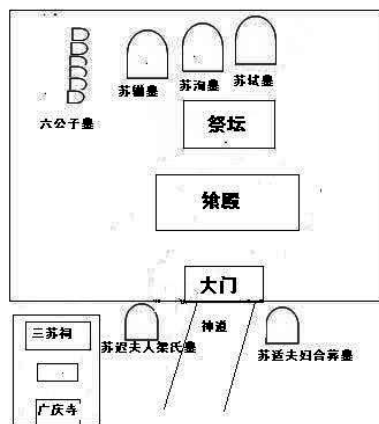 苏辙墓
苏洵墓
苏轼墓
六公子墓
祭坛
飨殿
大门
神道
三苏祠
苏迟夫人梁氏墓
苏适夫妇合葬墓
广庆寺